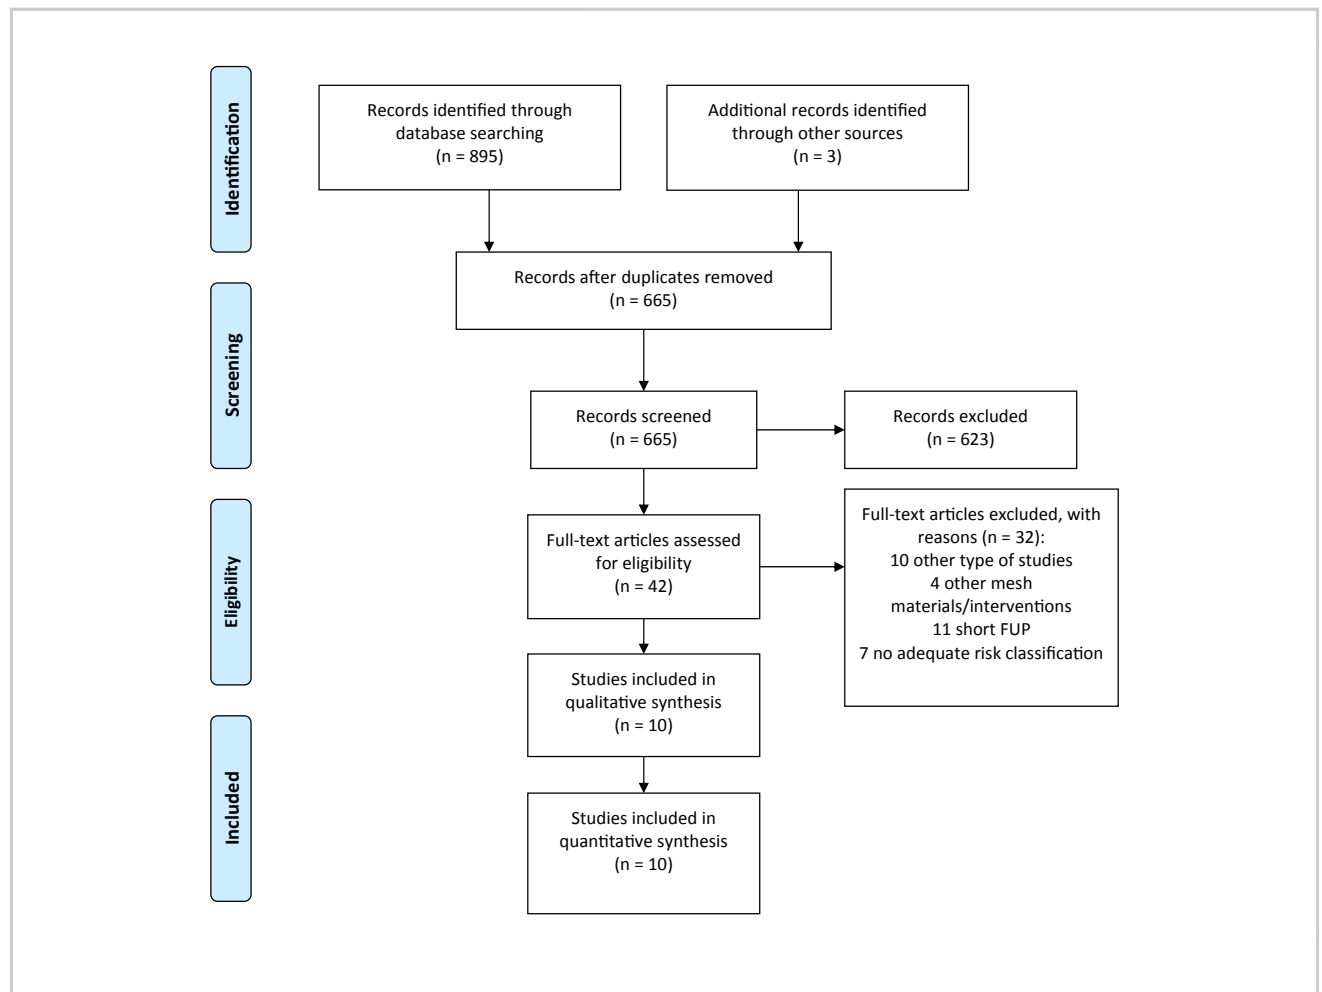 Identification
Records identified through
database searching
(n = 895)
Additional records identified
through other sources
(n = 3)
Records after duplicates removed
(n = 665)
Screening
Records screened
(n = 665)
Records excluded
(n = 623)
Eligibility
Full-text articles assessed
for eligibility
(n = 42)
Full-text articles excluded, with
reasons (n = 32):
10 other type of studies
4 other mesh
materials/interventions
11 short FUP
7 no adequate risk classification
Studies included in
qualitative synthesis
(n = 10)
Included
Studies included in
quantitative synthesis
(n = 10)